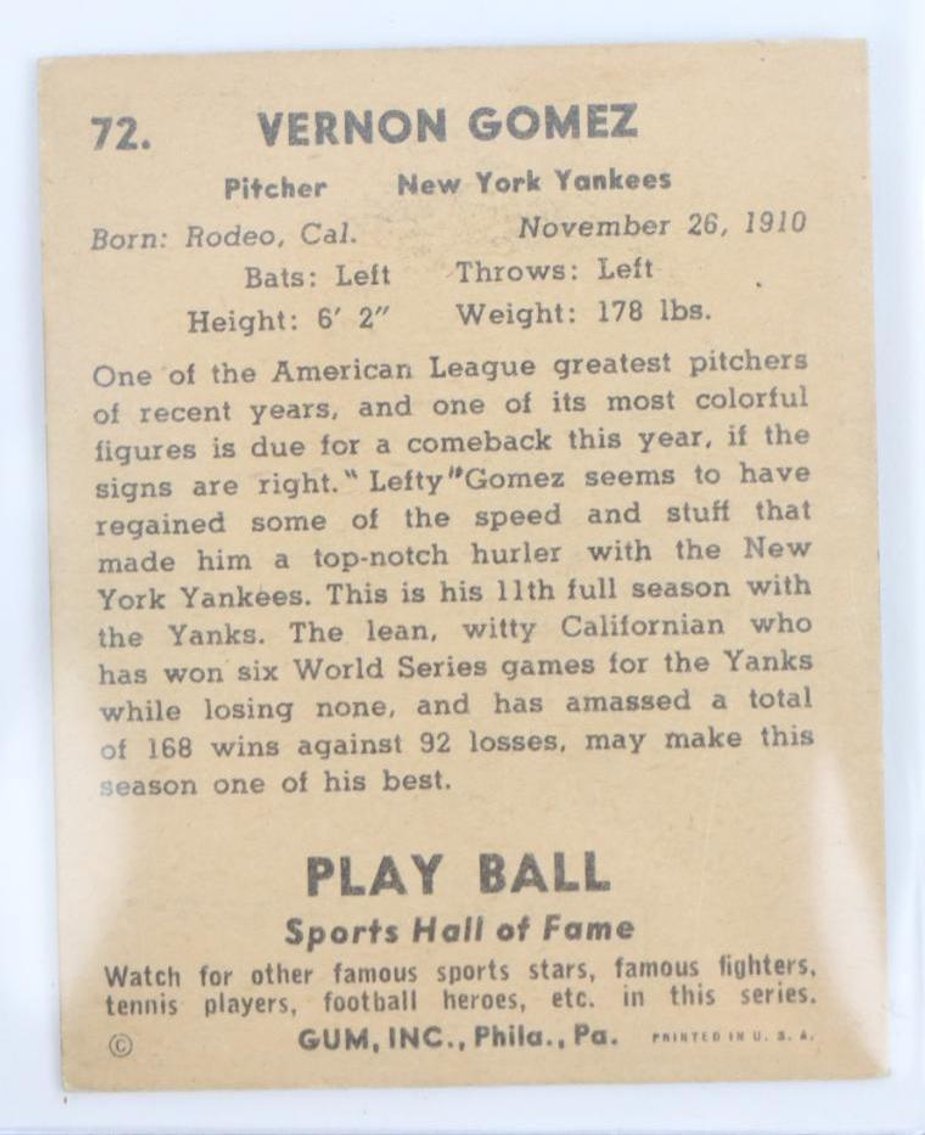 72. VERNON GOMEZ
Pitcher New York Yankees
Born: Rodeo, Cal. November 26, 1910
Bats: Left Throws: Left
Height: 6′ 2″ Weight: 178 lbs.
One of the American League greatest pitchers
of recent years, and one of its most colorful
figures is due for a comeback this year, if the
signs are right. “ Lefty ”Gomez seems to have
regained some of the speed and stuff that
made him a top-notch hurler with the New
York Yankees. This is his 11th full season with
the Yanks. The lean, witty Californian who
has won six World Series games for the Yanks
while losing none, and has amassed a total
of 168 wins against 92 losses, may make this
season one of his best.
PLAY BALL
Sports Hall of Fame
Watch for other famous sports stars, famous fighters,
tennis players, football heroes, etc. in this series.
© GUM, INC., Phila., Pa. PRINTED IN U. S. A.